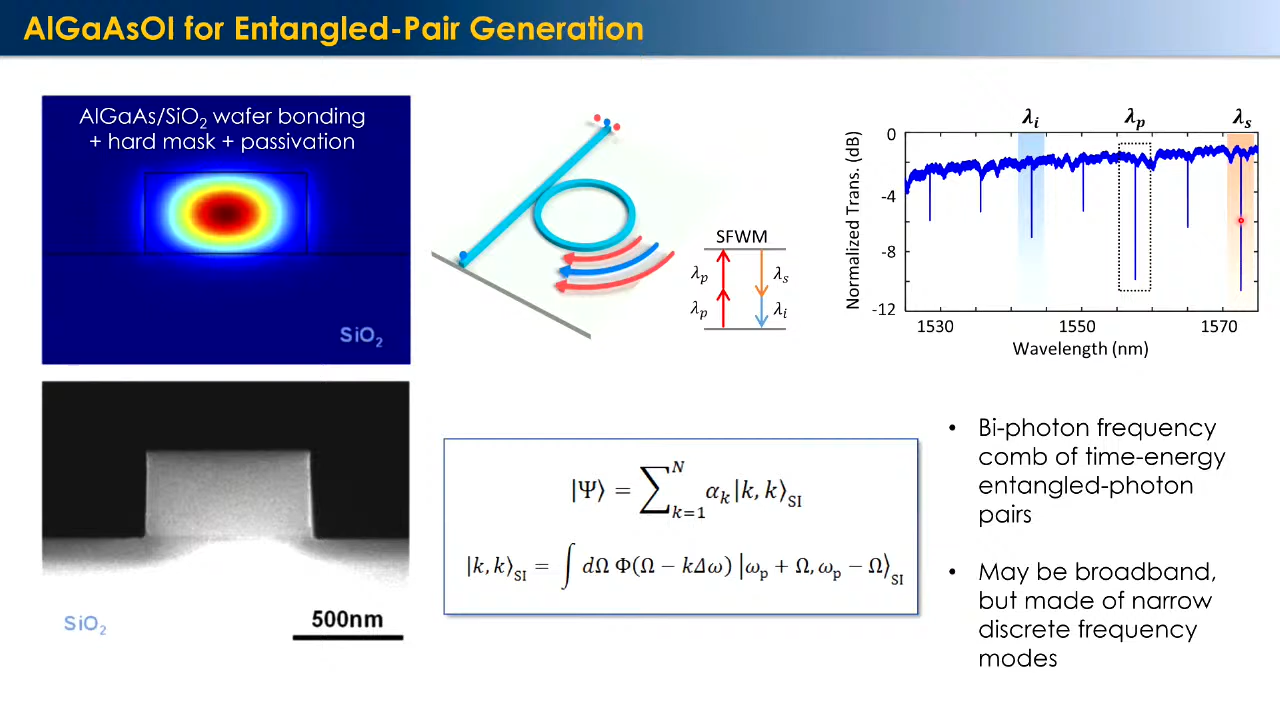 AlGaAsOI for Entangled-Pair Generation
AlGaAs/SiO₂ wafer bonding
+ hard mask + passivation
SiO₂
SiO₂
500nm
SFWM
λ_p
λ_s
λ_p
λ_i
λ_i
λ_p
λ_s
Normalized Trans. (dB)
0
-4
-8
-12
1530
1550
1570
Wavelength (nm)
|Ψ⟩ = ∑_{k=1}^{N} α_k |k, k⟩_SI
|k, k⟩_SI = ∫ dΩ Φ(Ω − kΔω) |ω_p + Ω, ω_p − Ω⟩_SI
• Bi-photon frequency
comb of time-energy
entangled-photon
pairs
• May be broadband,
but made of narrow
discrete frequency
modes